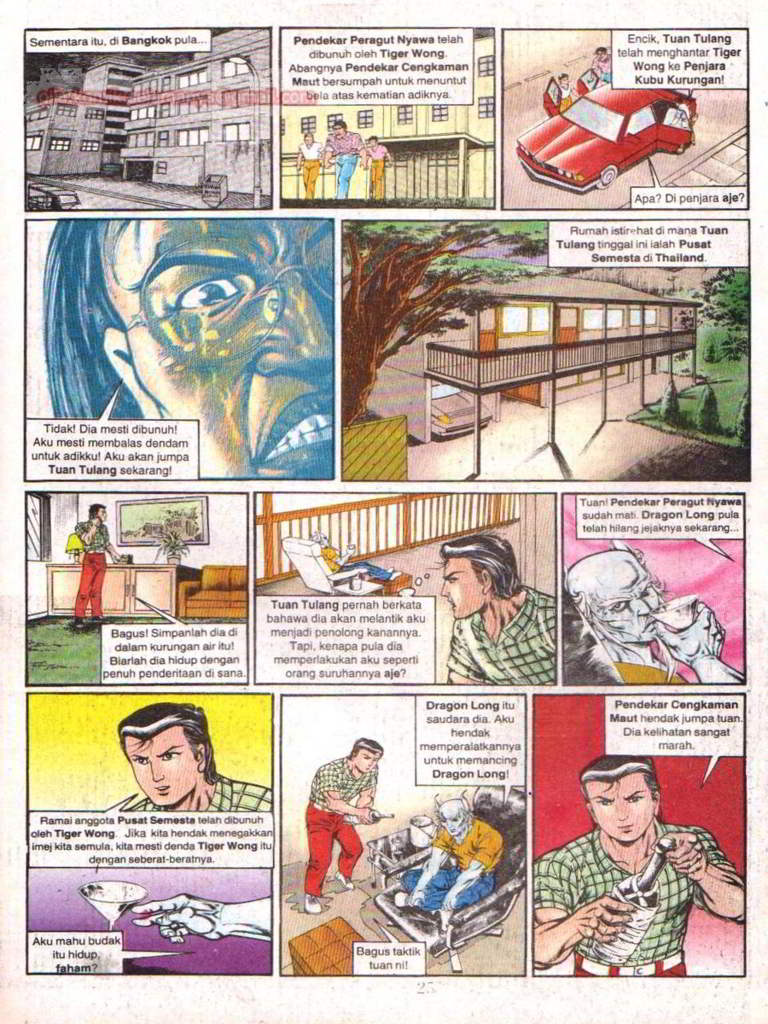 Sementara itu, di Bangkok pula...
Pendekar Peragut Nyawa telah
dibunuh oleh Tiger Wong.
Abangnya Pendekar Cengkaman
Maut bersumpah untuk menuntut
bela atas kematian adiknya.
Encik, Tuan Tulang
telah menghantar Tiger
Wong ke Penjara
Kubu Kurungan!
Apa? Di penjara aje?
Tidak! Dia mesti dibunuh!
Aku mesti membalas dendam
untuk adikku! Aku akan jumpa
Tuan Tulang sekarang!
Rumah istirehat di mana Tuan
Tulang tinggal ini ialah Pusat
Semesta di Thailand.
Bagus! Simpanlah dia di
dalam kurungan air itu!
Biarlah dia hidup dengan
penuh penderitaan di sana.
Tuan Tulang pernah berkata
bahawa dia akan melantik aku
menjadi penolong kanannya.
Tapi, kenapa pula dia
memperlakukan aku seperti
orang suruhannya aje?
Tuan! Pendekar Peragut Nyawa
sudah mati. Dragon Long pula
telah hilang jejaknya sekarang...
Ramai anggota Pusat Semesta telah dibunuh
oleh Tiger Wong. Jika kita hendak menegakkan
imej kita semula, kita mesti denda Tiger Wong itu
dengan seberat-beratnya.
Aku mahu budak
itu hidup,
faham?
Dragon Long itu
saudara dia. Aku
hendak
memperalatkannya
untuk memancing
Dragon Long!
Bagus taktik
tuan ni!
Pendekar Cengkaman
Maut hendak jumpa tuan.
Dia kelihatan sangat
marah.
C